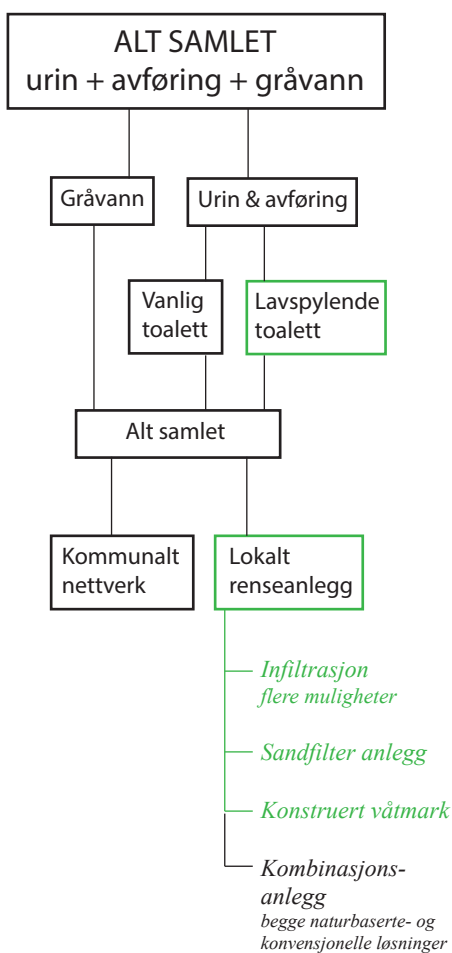 ALT SAMLET
urin + avføring + gråvann
Gråvann
Urin & avføring
Vanlig
toalett
Lavspylende
toalett
Alt samlet
Kommunalt
nettverk
Lokalt
renseanlegg
Infiltrasjon
flere muligheter
Sandfilter anlegg
Konstruert våtmark
Kombinasjons-
anlegg
begge naturbaserte- og
konvensjonelle løsninger